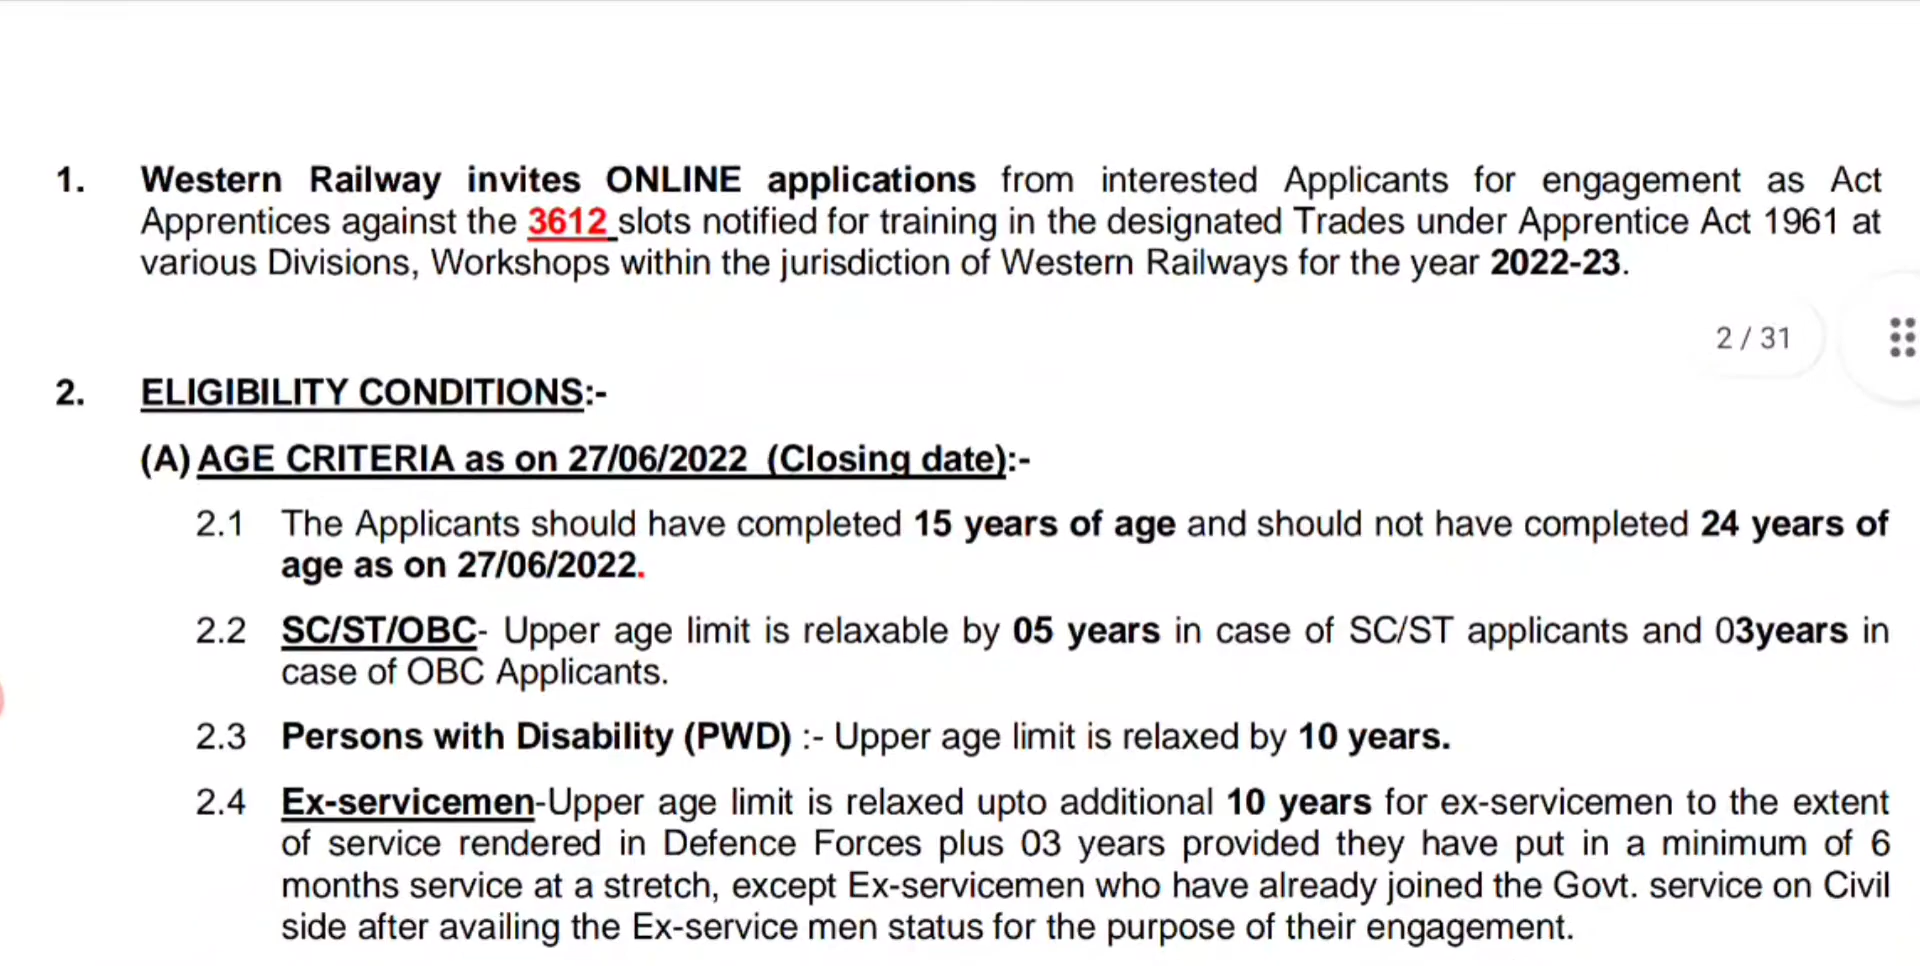 1. Western Railway invites ONLINE applications from interested Applicants for engagement as Act
Apprentices against the 3612 slots notified for training in the designated Trades under Apprentice Act 1961 at
various Divisions, Workshops within the jurisdiction of Western Railways for the year 2022-23.
2 / 31
2. ELIGIBILITY CONDITIONS:-
(A) AGE CRITERIA as on 27/06/2022 (Closing date):-
2.1 The Applicants should have completed 15 years of age and should not have completed 24 years of
age as on 27/06/2022.
2.2 SC/ST/OBC- Upper age limit is relaxable by 05 years in case of SC/ST applicants and 03years in
case of OBC Applicants.
2.3 Persons with Disability (PWD) :- Upper age limit is relaxed by 10 years.
2.4 Ex-servicemen-Upper age limit is relaxed upto additional 10 years for ex-servicemen to the extent
of service rendered in Defence Forces plus 03 years provided they have put in a minimum of 6
months service at a stretch, except Ex-servicemen who have already joined the Govt. service on Civil
side after availing the Ex-service men status for the purpose of their engagement.